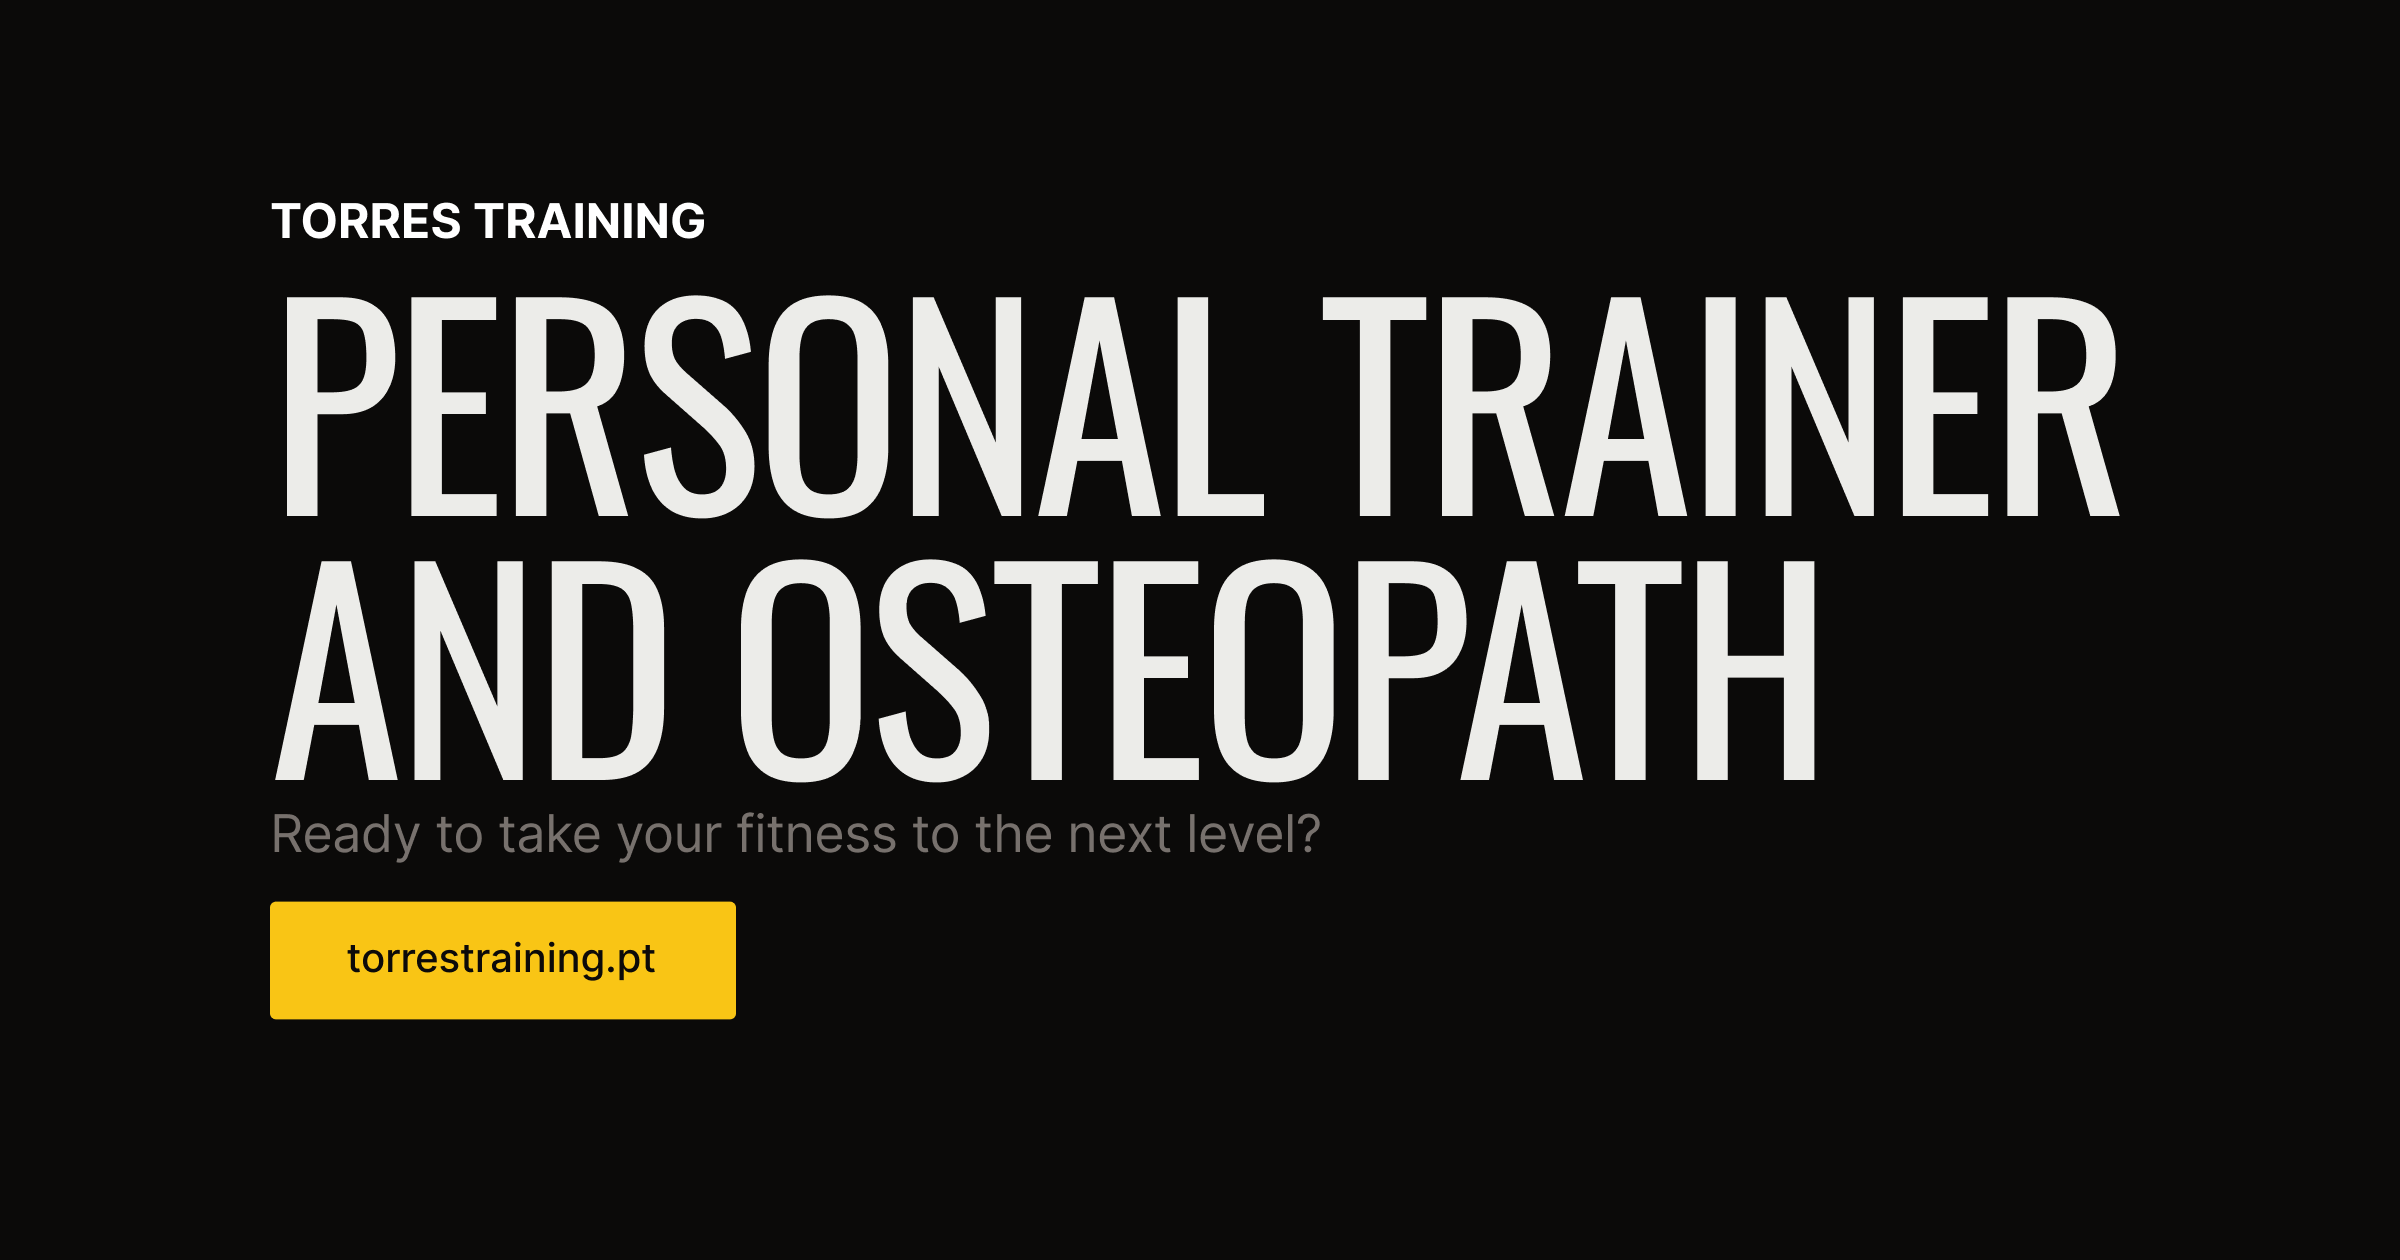 TORRES TRAINING
PERSONAL TRAINER
AND OSTEOPATH
Ready to take your fitness to the next level?
torrestraining.pt